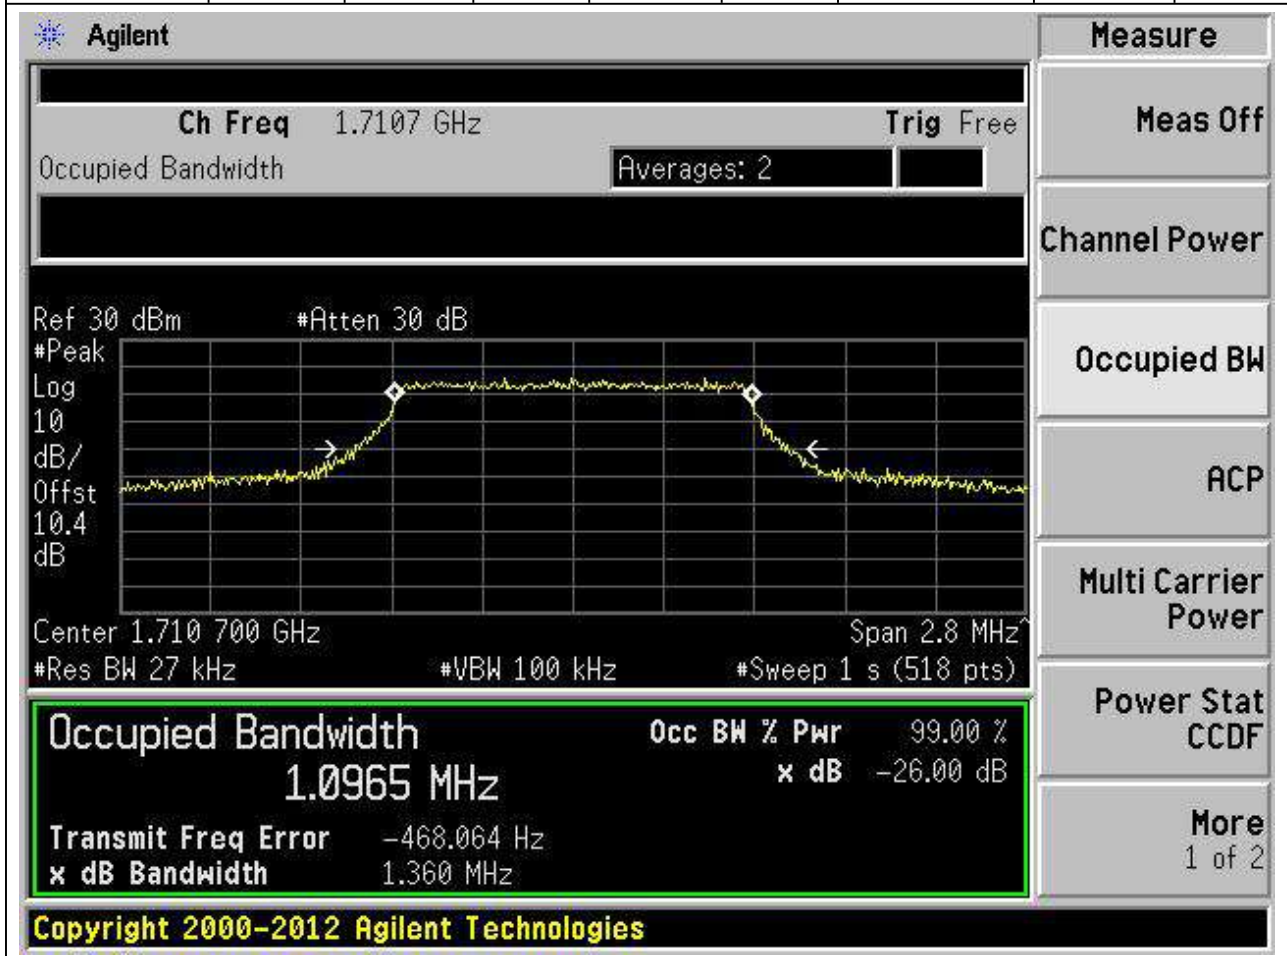 Agilent
Measure
Ch Freq 1.7107 GHz Trig Free
Meas Off
Occupied Bandwidth Averages: 2
Channel Power
Ref 30 dBm #Atten 30 dB
#Peak
Log
10
dB/
Offst
10.4
dB
Occupied BW
ACP
Center 1.710 700 GHz Span 2.8 MHz^
#Res BW 27 kHz #VBW 100 kHz #Sweep 1 s (518 pts)
Multi Carrier
Power
Occupied Bandwidth Occ BW % Pwr 99.00 %
1.0965 MHz x dB -26.00 dB
Power Stat
CCDF
Transmit Freq Error -468.064 Hz
x dB Bandwidth 1.360 MHz
More
1 of 2
Copyright 2000-2012 Agilent Technologies